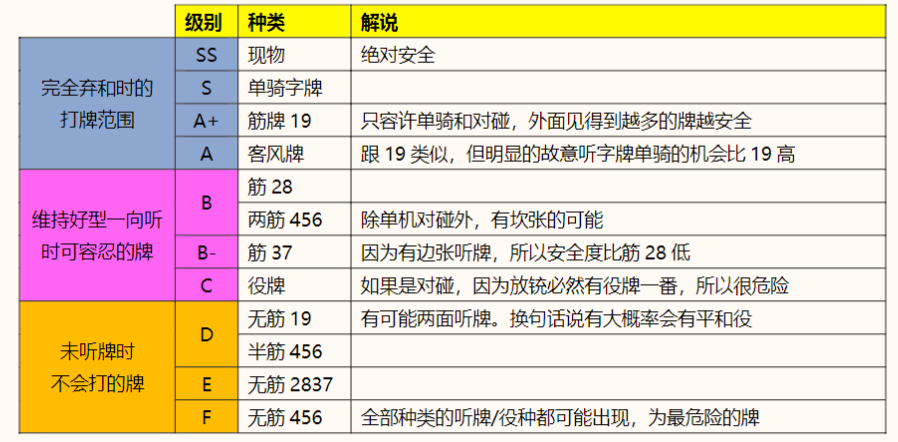 级别 种类 解说
完全弃和时的
打牌范围
SS 现物 绝对安全
S 单骑字牌
A+ 筋牌 19 只容许单骑和对碰，外面见得到越多的牌越安全
A 客风牌 跟 19 类似，但明显的故意听字牌单骑的机会比 19 高
维持好型一向听
时可容忍的牌
B 筋 28
两筋 456 除单机对碰外，有坎张的可能
B- 筋 37 因为有边张听牌，所以安全度比筋 28 低
C 役牌 如果是对碰，因为放铳必然有役牌一番，所以很危险
未听牌时
不会打的牌
D 无筋 19 有可能两面听牌。换句话说有大概率会有平和役
半筋 456
E 无筋 2837
F 无筋 456 全部种类的听牌/役种都可能出现，为最危险的牌